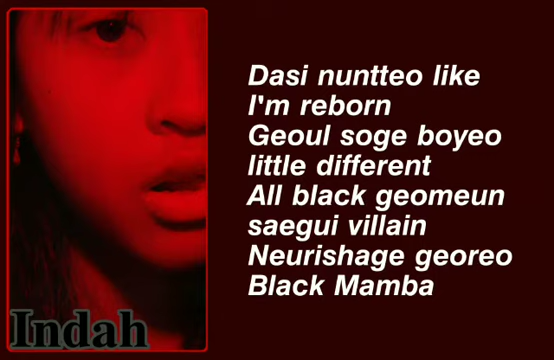 Dasi nuntteo like
I'm reborn
Geoul soge boyeo
little different
All black geomeun
saegui villain
Neurishage georeo
Black Mamba
Indah